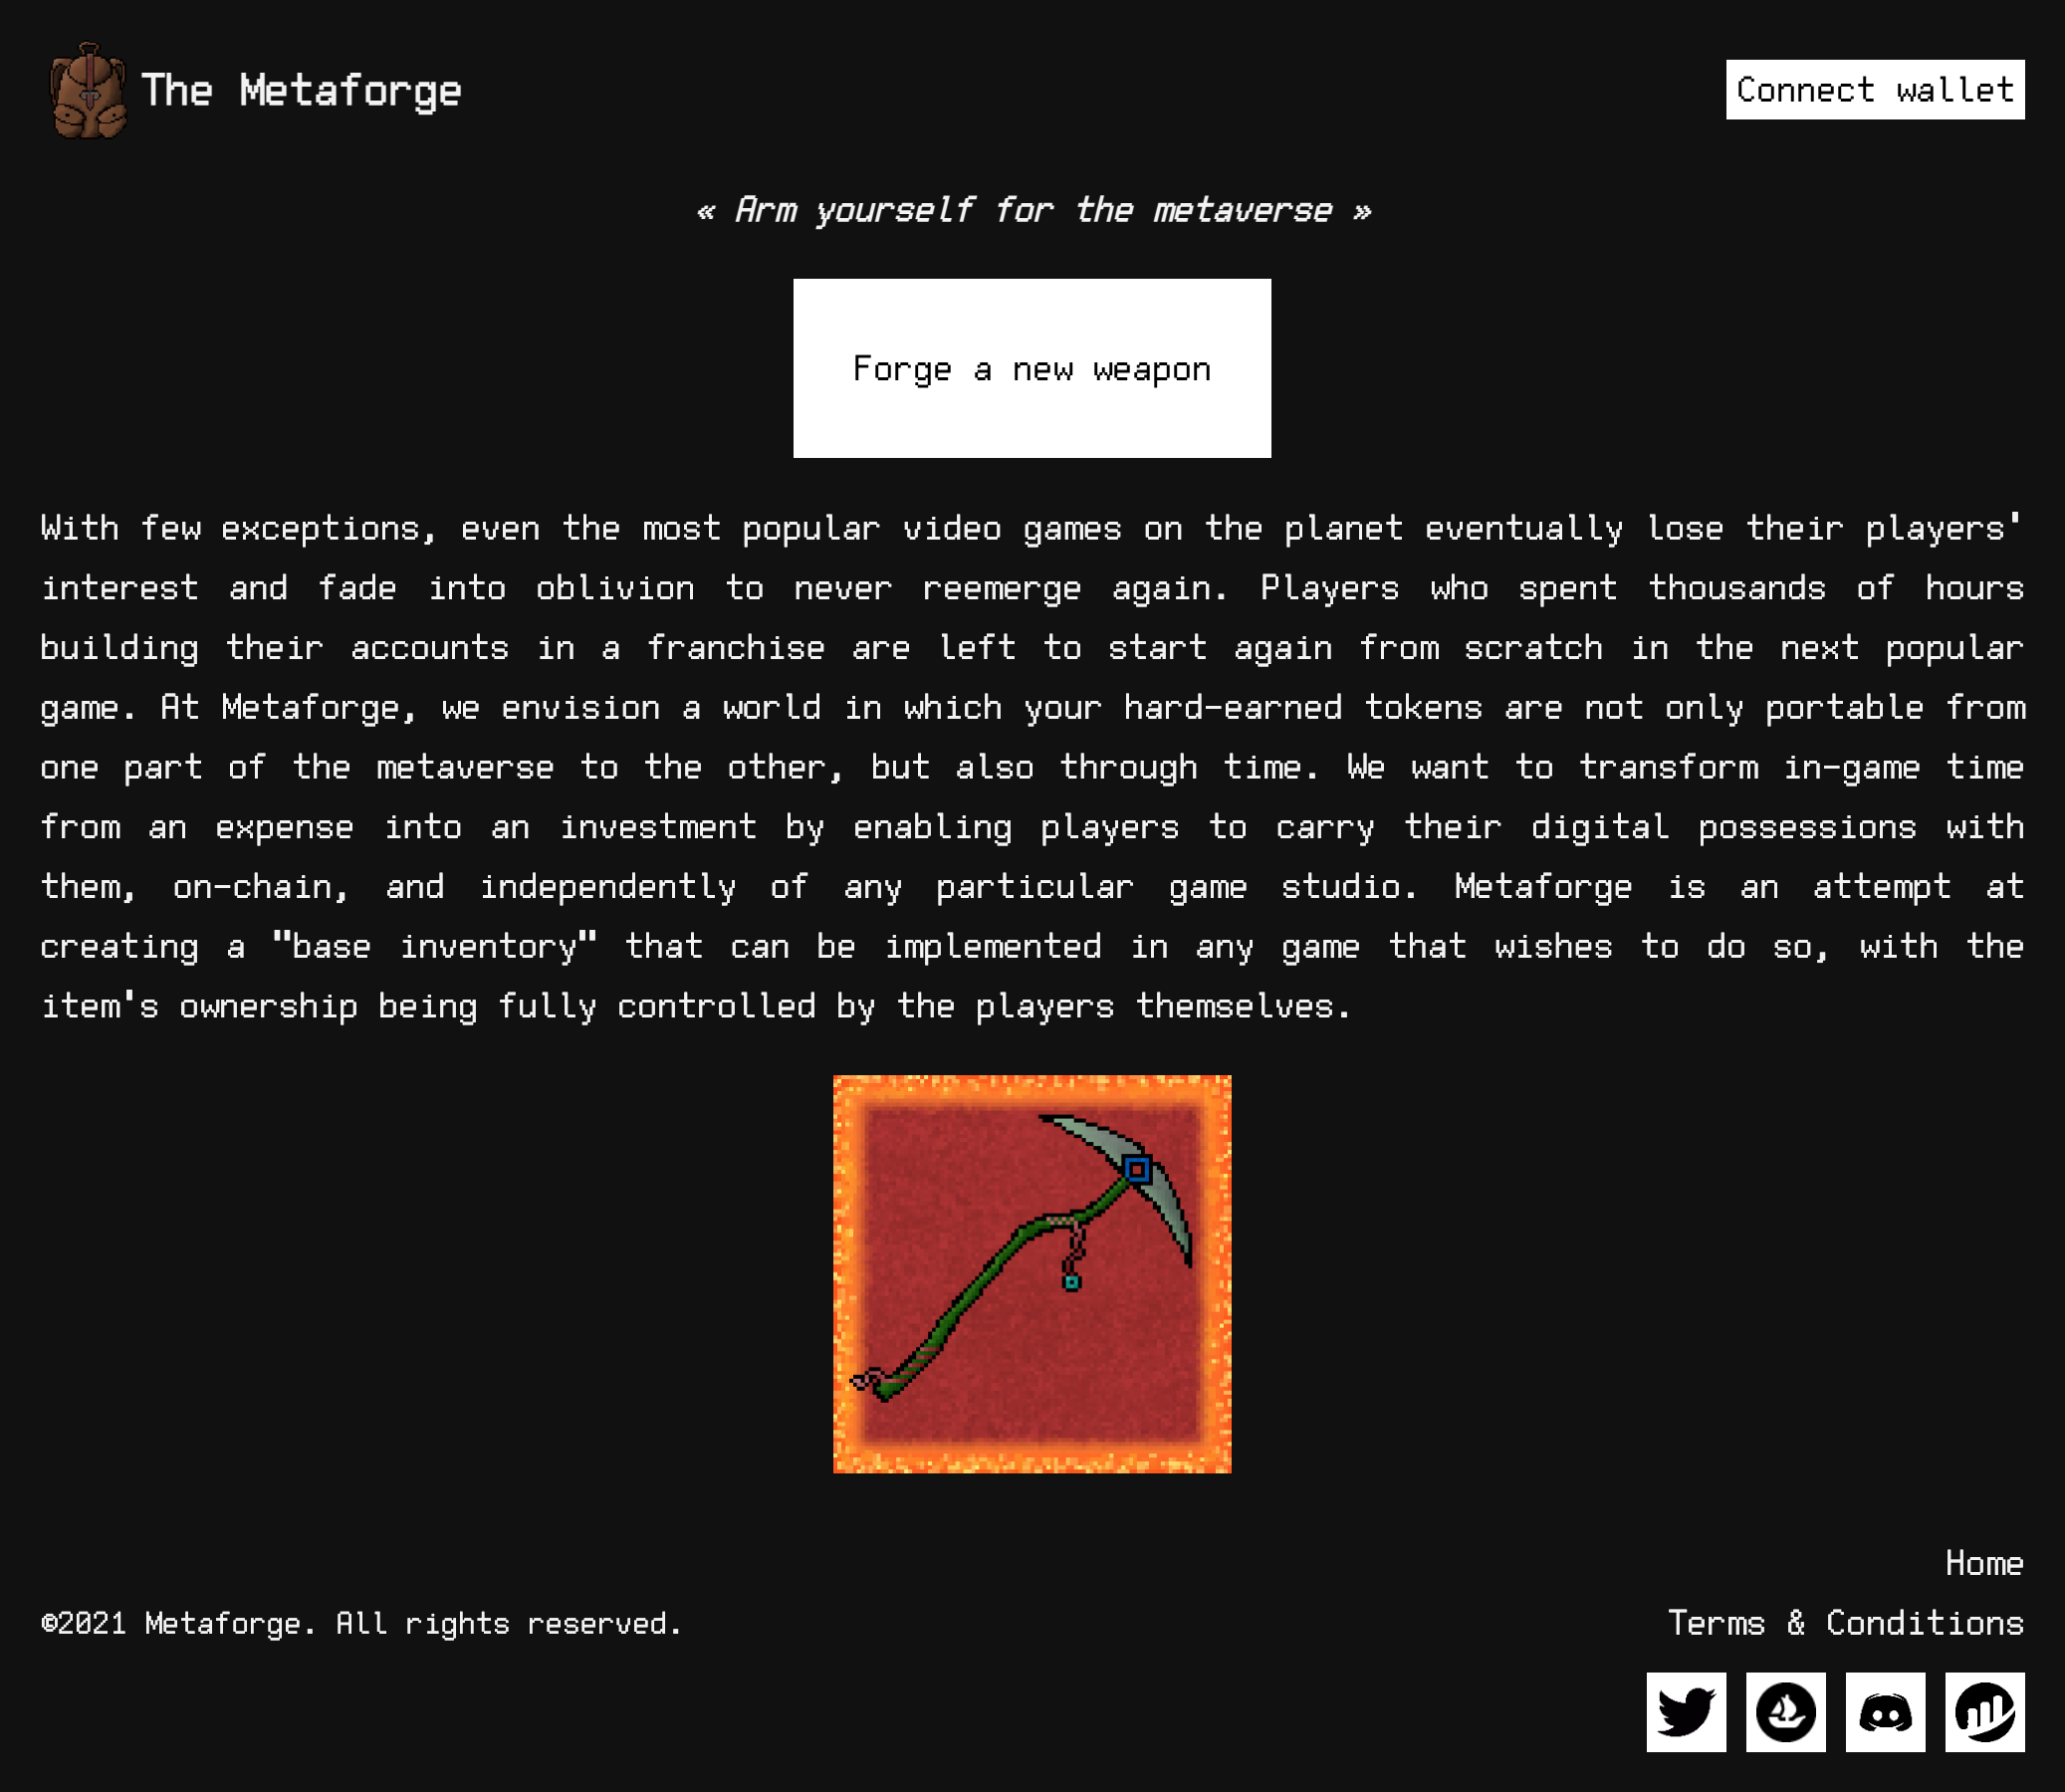 The Metaforge
Connect wallet
« Arm yourself for the metaverse »
Forge a new weapon
With few exceptions, even the most popular video games on the planet eventually lose their players'
interest and fade into oblivion to never reemerge again. Players who spent thousands of hours
building their accounts in a franchise are left to start again from scratch in the next popular
game. At Metaforge, we envision a world in which your hard-earned tokens are not only portable from
one part of the metaverse to the other, but also through time. We want to transform in-game time
from an expense into an investment by enabling players to carry their digital possessions with
them, on-chain, and independently of any particular game studio. Metaforge is an attempt at
creating a "base inventory" that can be implemented in any game that wishes to do so, with the
item's ownership being fully controlled by the players themselves.
Home
©2021 Metaforge. All rights reserved.
Terms & Conditions